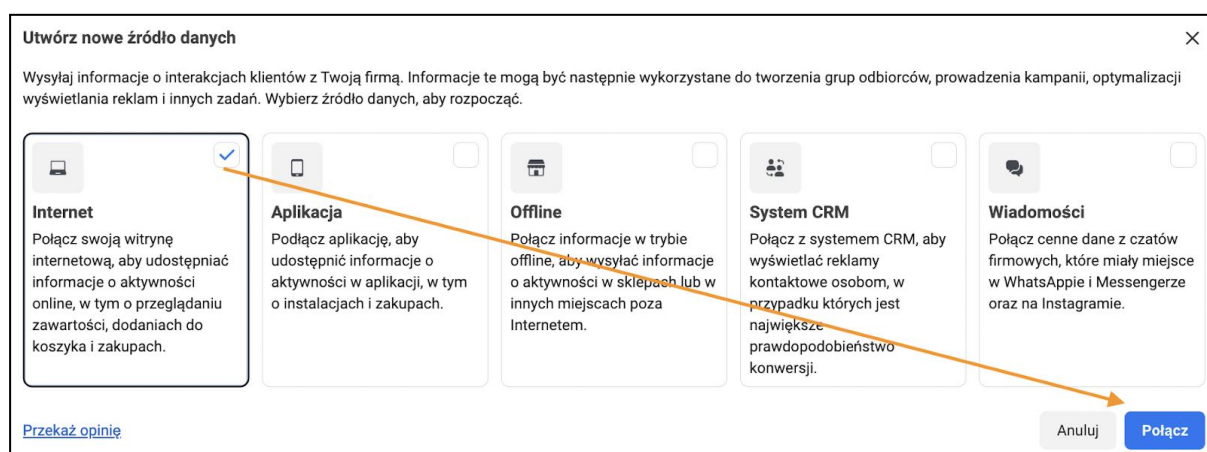 Utwórz nowe źródło danych
Wysyłaj informacje o interakcjach klientów z Twoją firmą. Informacje te mogą być następnie wykorzystane do tworzenia grup odbiorców, prowadzenia kampanii, optymalizacji
wyświetlania reklam i innych zadań. Wybierz źródło danych, aby rozpocząć.
Internet
Połącz swoją witrynę
internetową, aby udostępniać
informacje o aktywności
online, w tym o przeglądaniu
zawartości, dodaniach do
koszyka i zakupach.
Aplikacja
Podłącz aplikację, aby
udostępnić informacje o
aktywności w aplikacji, w tym
o instalacjach i zakupach.
Offline
Połącz informacje w trybie
offline, aby wysyłać informacje
o aktywności w sklepach lub w
innych miejscach poza
Internetem.
System CRM
Połącz z systemem CRM, aby
wyświetlać reklamy
kontaktowe osobom, w
przypadku których jest
największe
prawdopodobieństwo
konwersji.
Wiadomości
Połącz cenne dane z czatów
firmowych, które miały miejsce
w WhatsAppie i Messengerze
oraz na Instagramie.
Przekaż opinię
Anuluj
Połącz